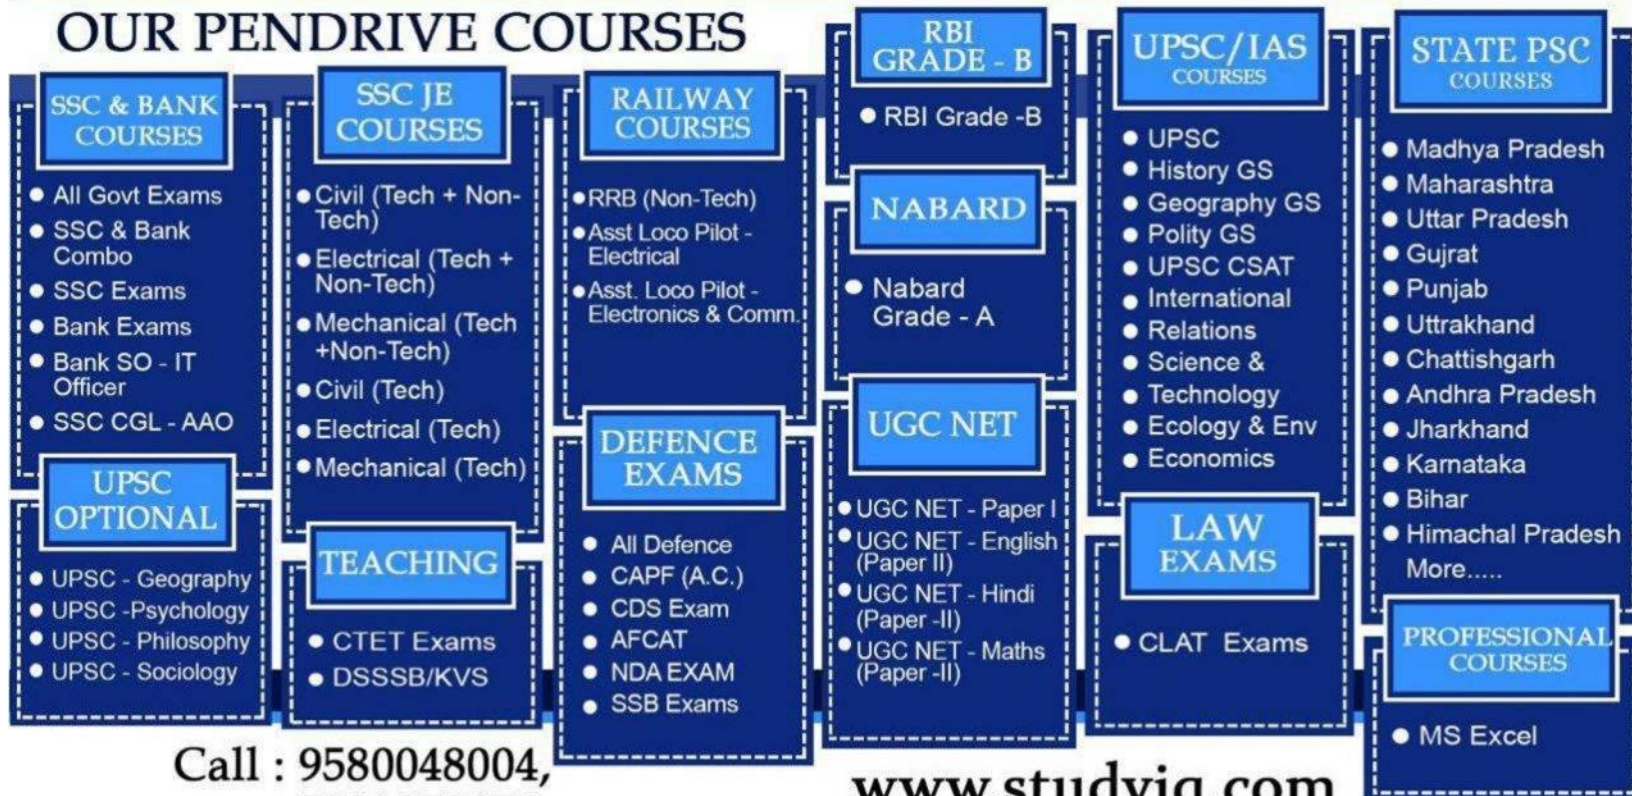 OUR PENDRIVE COURSES
SSC & BANK
COURSES
All Govt Exams
SSC & Bank
Combo
SSC Exams
Bank Exams
Bank SO - IT
Officer
SSC CGL - AAO
UPSC
OPTIONAL
UPSC - Geography
UPSC -Psychology
UPSC - Philosophy
UPSC - Sociology
SSC JE
COURSES
Civil (Tech + Non-
Tech)
Electrical (Tech +
Non-Tech)
Mechanical (Tech
+Non-Tech)
Civil (Tech)
Electrical (Tech)
Mechanical (Tech)
TEACHING
CTET Exams
DSSSB/KVS
RAILWAY
COURSES
RRB (Non-Tech)
Asst Loco Pilot -
Electrical
Asst. Loco Pilot -
Electronics & Comm.
DEFENCE
EXAMS
All Defence
CAPF (A.C.)
CDS Exam
AFCAT
NDA EXAM
SSB Exams
RBI
GRADE - B
RBI Grade -B
NABARD
Nabard
Grade - A
UGC NET
UGC NET - Paper I
UGC NET - English
(Paper II)
UGC NET - Hindi
(Paper -II)
UGC NET - Maths
(Paper -II)
UPSC/IAS
COURSES
UPSC
History GS
Geography GS
Polity GS
UPSC CSAT
International
Relations
Science &
Technology
Ecology & Env
Economics
LAW
EXAMS
CLAT Exams
STATE PSC
COURSES
Madhya Pradesh
Maharashtra
Uttar Pradesh
Gujrat
Punjab
Uttrakhand
Chattishgarh
Andhra Pradesh
Jharkhand
Karnataka
Bihar
Himachal Pradesh
More.....
PROFESSIONAL
COURSES
MS Excel
Call : 9580048004,
www.studyiq.com